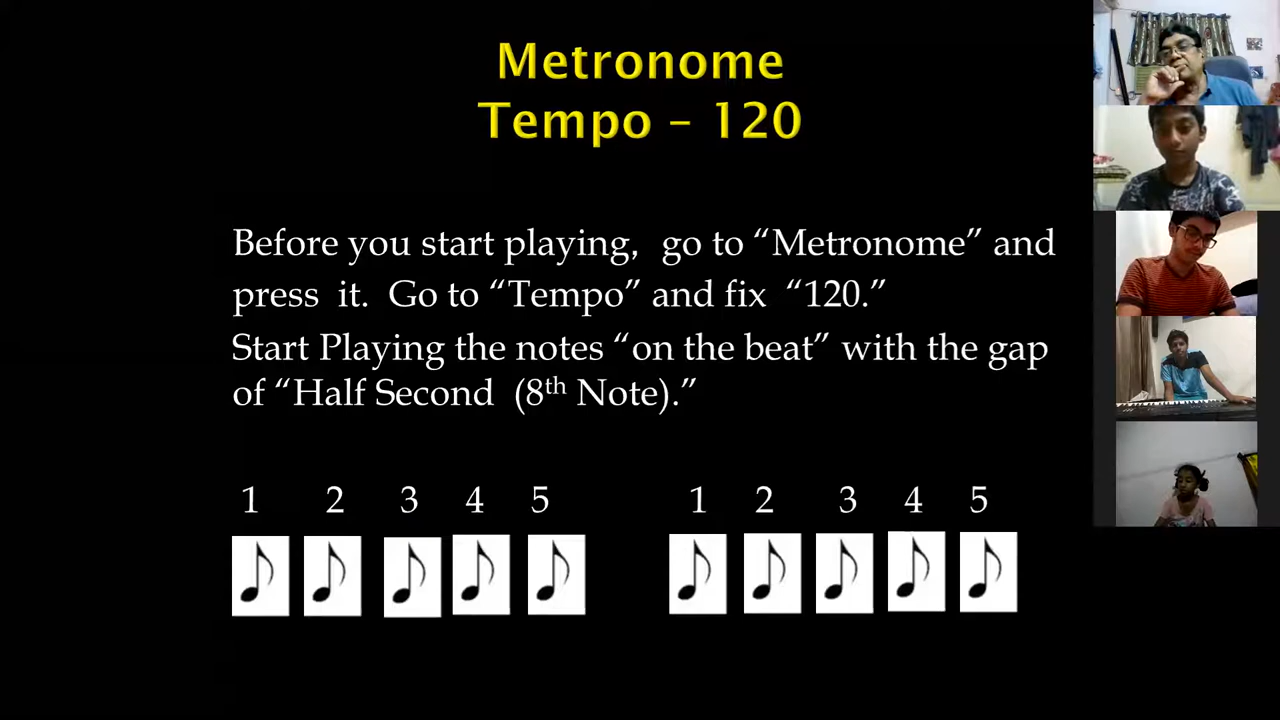 Metronome
Tempo – 120
Before you start playing,  go to “Metronome” and
press  it.  Go to “Tempo” and fix  “120.”
Start Playing the notes “on the beat” with the gap
of “Half Second  (8th Note).”
1 2 3 4 5 1 2 3 4 5